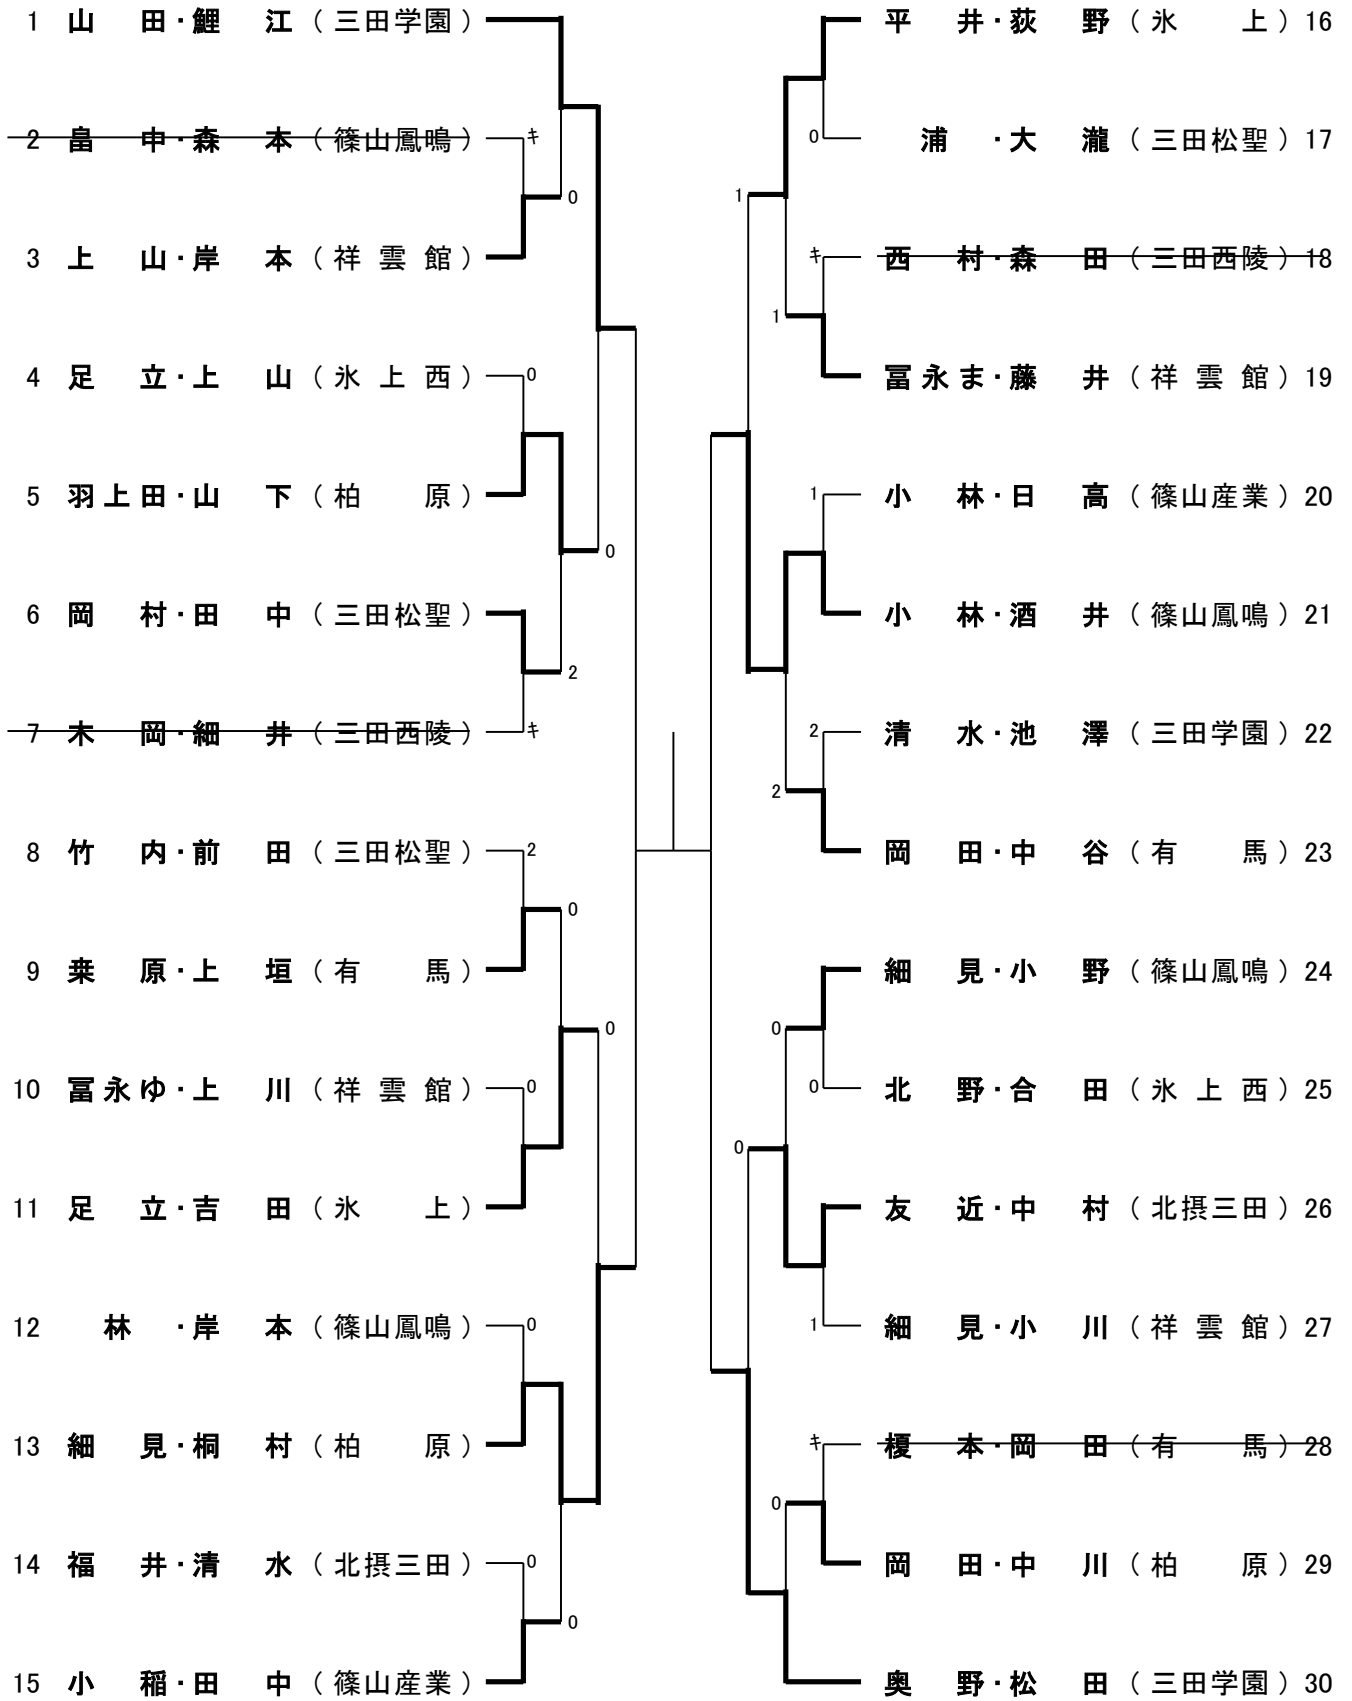 1 山 田・鯉 江 （ 三田学園 ）
2 畠 中・森 本 （ 篠山鳳鳴 ） キ
0
3 上 山・岸 本 （ 祥 雲 館 ）
4 足 立・上 山 （ 氷 上 西 ） 0
5 羽上田・山 下 （ 柏 原 ）
0
6 岡 村・田 中 （ 三田松聖 ）
2
7 木 岡・細 井 （ 三田西陵 ） キ
8 竹 内・前 田 （ 三田松聖 ） 2
0
9 桒 原・上 垣 （ 有 馬 ）
0
10 冨永ゆ・上 川 （ 祥 雲 館 ） 0
11 足 立・吉 田 （ 氷 上 ）
12 林 ・岸 本 （ 篠山鳳鳴 ） 0
13 細 見・桐 村 （ 柏 原 ）
14 福 井・清 水 （ 北摂三田 ） 0
0
15 小 稲・田 中 （ 篠山産業 ）
平 井・荻 野 （ 氷 上 ） 16
0 浦 ・大 瀧 （ 三田松聖 ） 17
1
キ 西 村・森 田 （ 三田西陵 ） 18
1
冨永ま・藤 井 （ 祥 雲 館 ） 19
1 小 林・日 高 （ 篠山産業 ） 20
小 林・酒 井 （ 篠山鳳鳴 ） 21
2 清 水・池 澤 （ 三田学園 ） 22
2
岡 田・中 谷 （ 有 馬 ） 23
細 見・小 野 （ 篠山鳳鳴 ） 24
0
0 北 野・合 田 （ 氷 上 西 ） 25
0
友 近・中 村 （ 北摂三田 ） 26
1 細 見・小 川 （ 祥 雲 館 ） 27
キ 榎 本・岡 田 （ 有 馬 ） 28
0
岡 田・中 川 （ 柏 原 ） 29
奥 野・松 田 （ 三田学園 ） 30